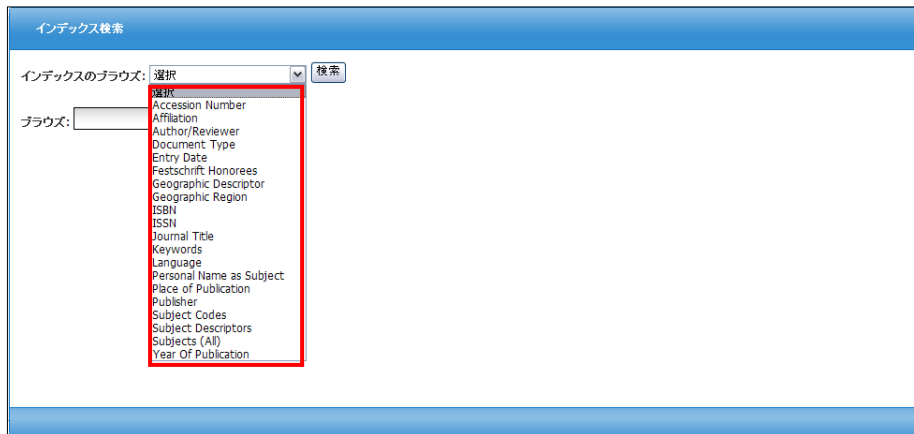 インデックス検索
インデックスのブラウズ: 選択 検索
選択
ブラウズ:
Accession Number
Affiliation
Author/Reviewer
Document Type
Entry Date
Festschrift Honorees
Geographic Descriptor
Geographic Region
ISBN
ISSN
Journal Title
Keywords
Language
Personal Name as Subject
Place of Publication
Publisher
Subject Codes
Subject Descriptors
Subjects (All)
Year Of Publication